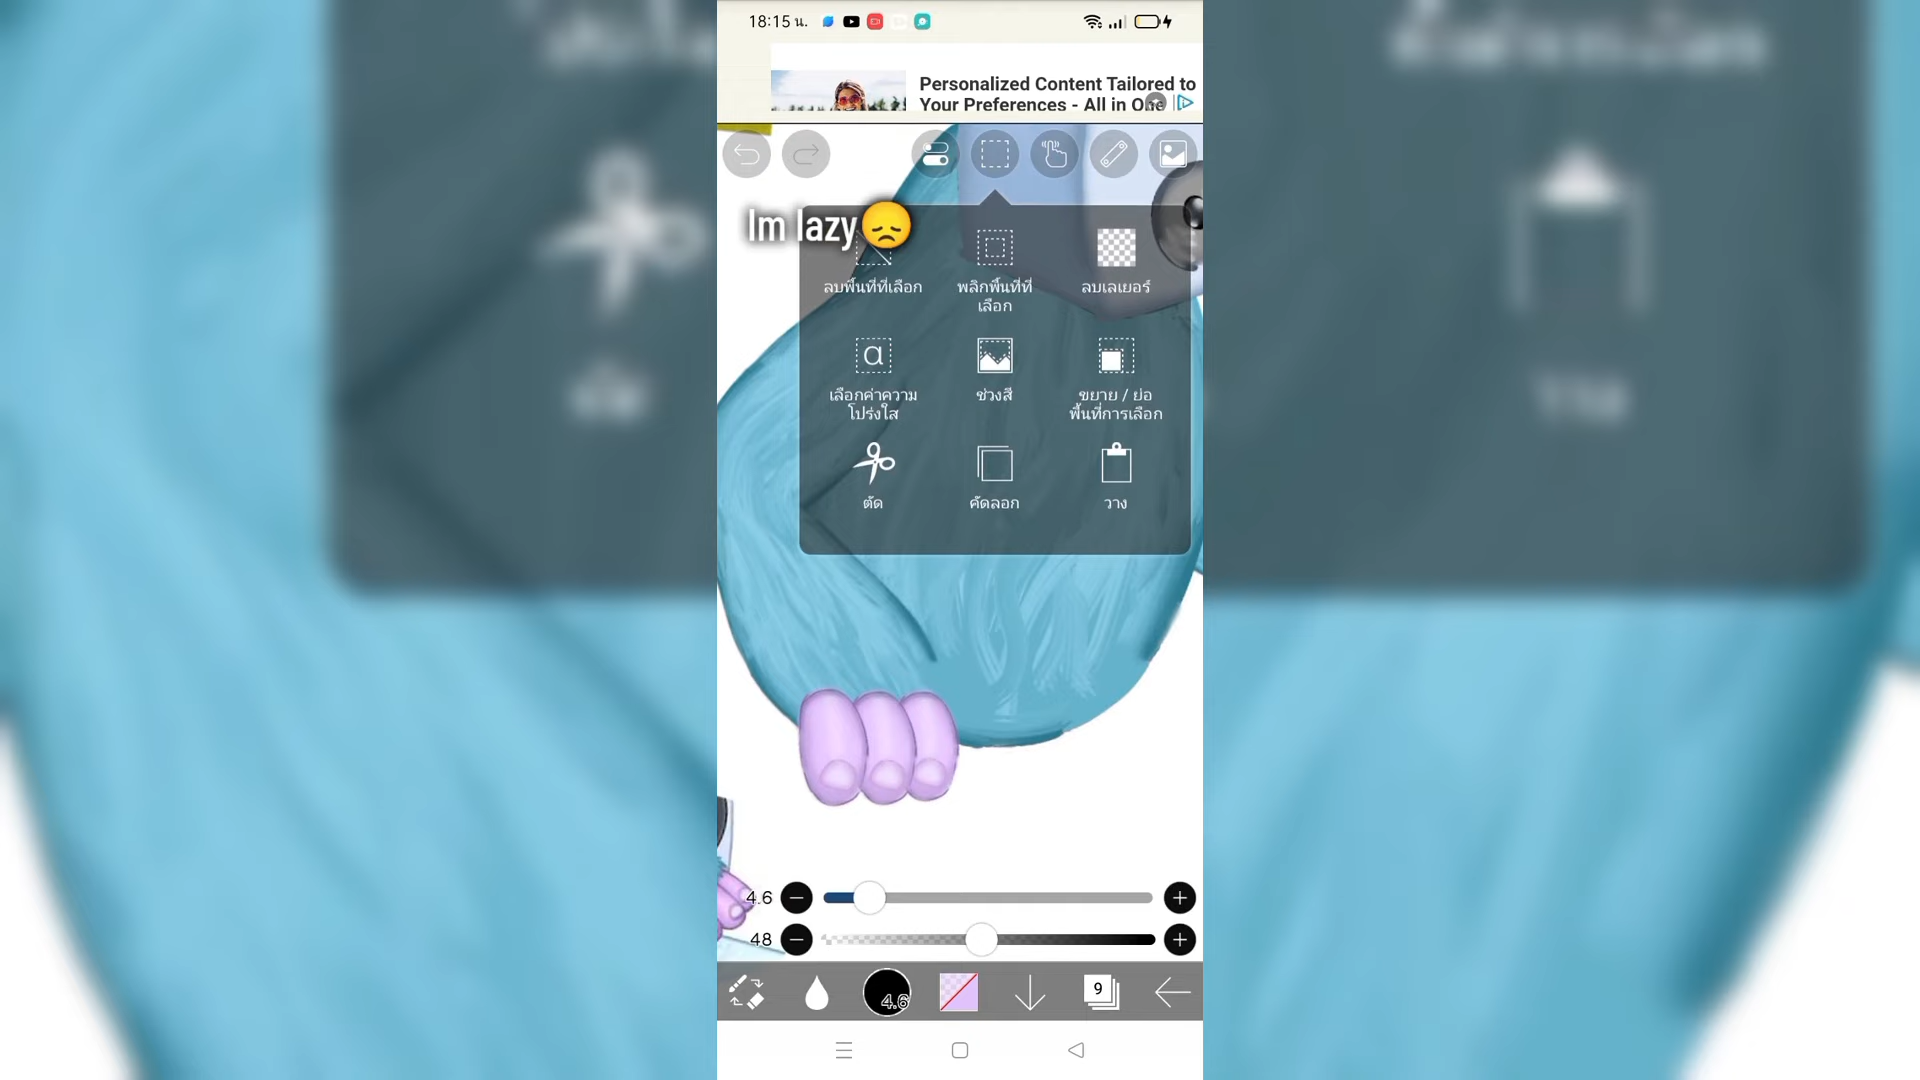 18:15 น.
Personalized Content Tailored to
Your Preferences - All in One
Im lazy😞
ลบพื้นที่ที่เลือก
พลิกพื้นที่ที่
เลือก
ลบเลเยอร์
α
เลือกค่าความ
โปร่งใส
ช่วงสี
ขยาย / ย่อ
พื้นที่การเลือก
ตัด
คัดลอก
วาง
4.6
48
4.6
9